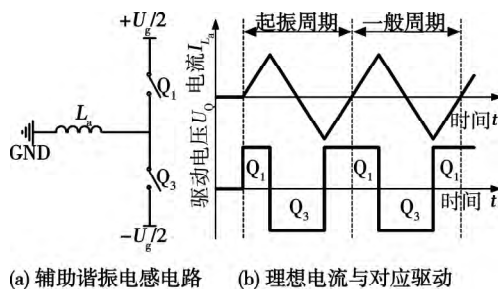 +U_g/2
Q_1
L_a
GND
Q_3
-U_g/2
起振周期 一般周期
电流 I_{L_a}
时间 t
驱动电压 U_Q
Q_1 Q_1 Q_1
Q_3 Q_3
时间 t
(a) 辅助谐振电感电路 (b) 理想电流与对应驱动